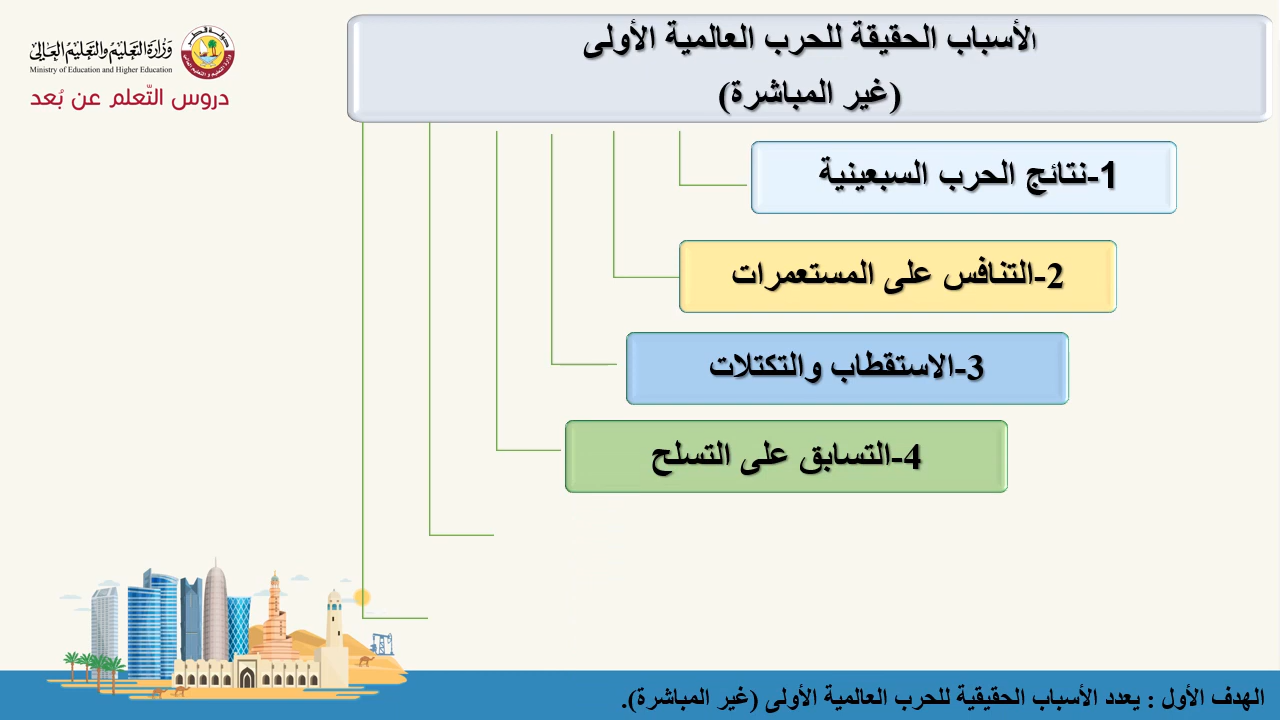 وزارة التعليم والتعليم العالي
Ministry of Education and Higher Education
دروس التّعلم عن بُعد
الأسباب الحقيقة للحرب العالمية الأولى
(غير المباشرة)
1-نتائج الحرب السبعينية
2-التنافس على المستعمرات
3-الاستقطاب والتكتلات
4-التسابق على التسلح
الهدف الأول : يعدد الأسباب الحقيقية للحرب العالمية الأولى (غير المباشرة).